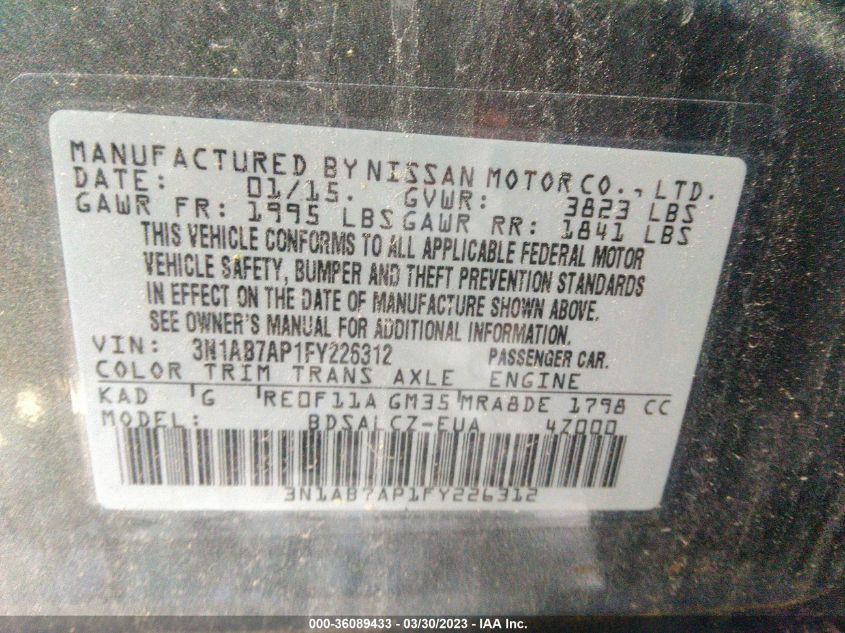 MANUFACTURED BY NISSAN MOTOR CO., LTD.
DATE: 01/15. GVWR: 3823 LBS
GAWR FR: 1995 LBS GAWR RR: 1841 LBS
THIS VEHICLE CONFORMS TO ALL APPLICABLE FEDERAL MOTOR
VEHICLE SAFETY, BUMPER AND THEFT PREVENTION STANDARDS
IN EFFECT ON THE DATE OF MANUFACTURE SHOWN ABOVE.
SEE OWNER'S MANUAL FOR ADDITIONAL INFORMATION.
VIN: 3N1AB7AP1FY226312 PASSENGER CAR.
COLOR TRIM TRANS AXLE ENGINE
KAD G RE0F11A GM35 MRA8DE 1798 CC
MODEL: BDSALCZ-EUA 4Z000
3N1AB7AP1FY226312
000-36089433 - 03/30/2023 - IAA Inc.